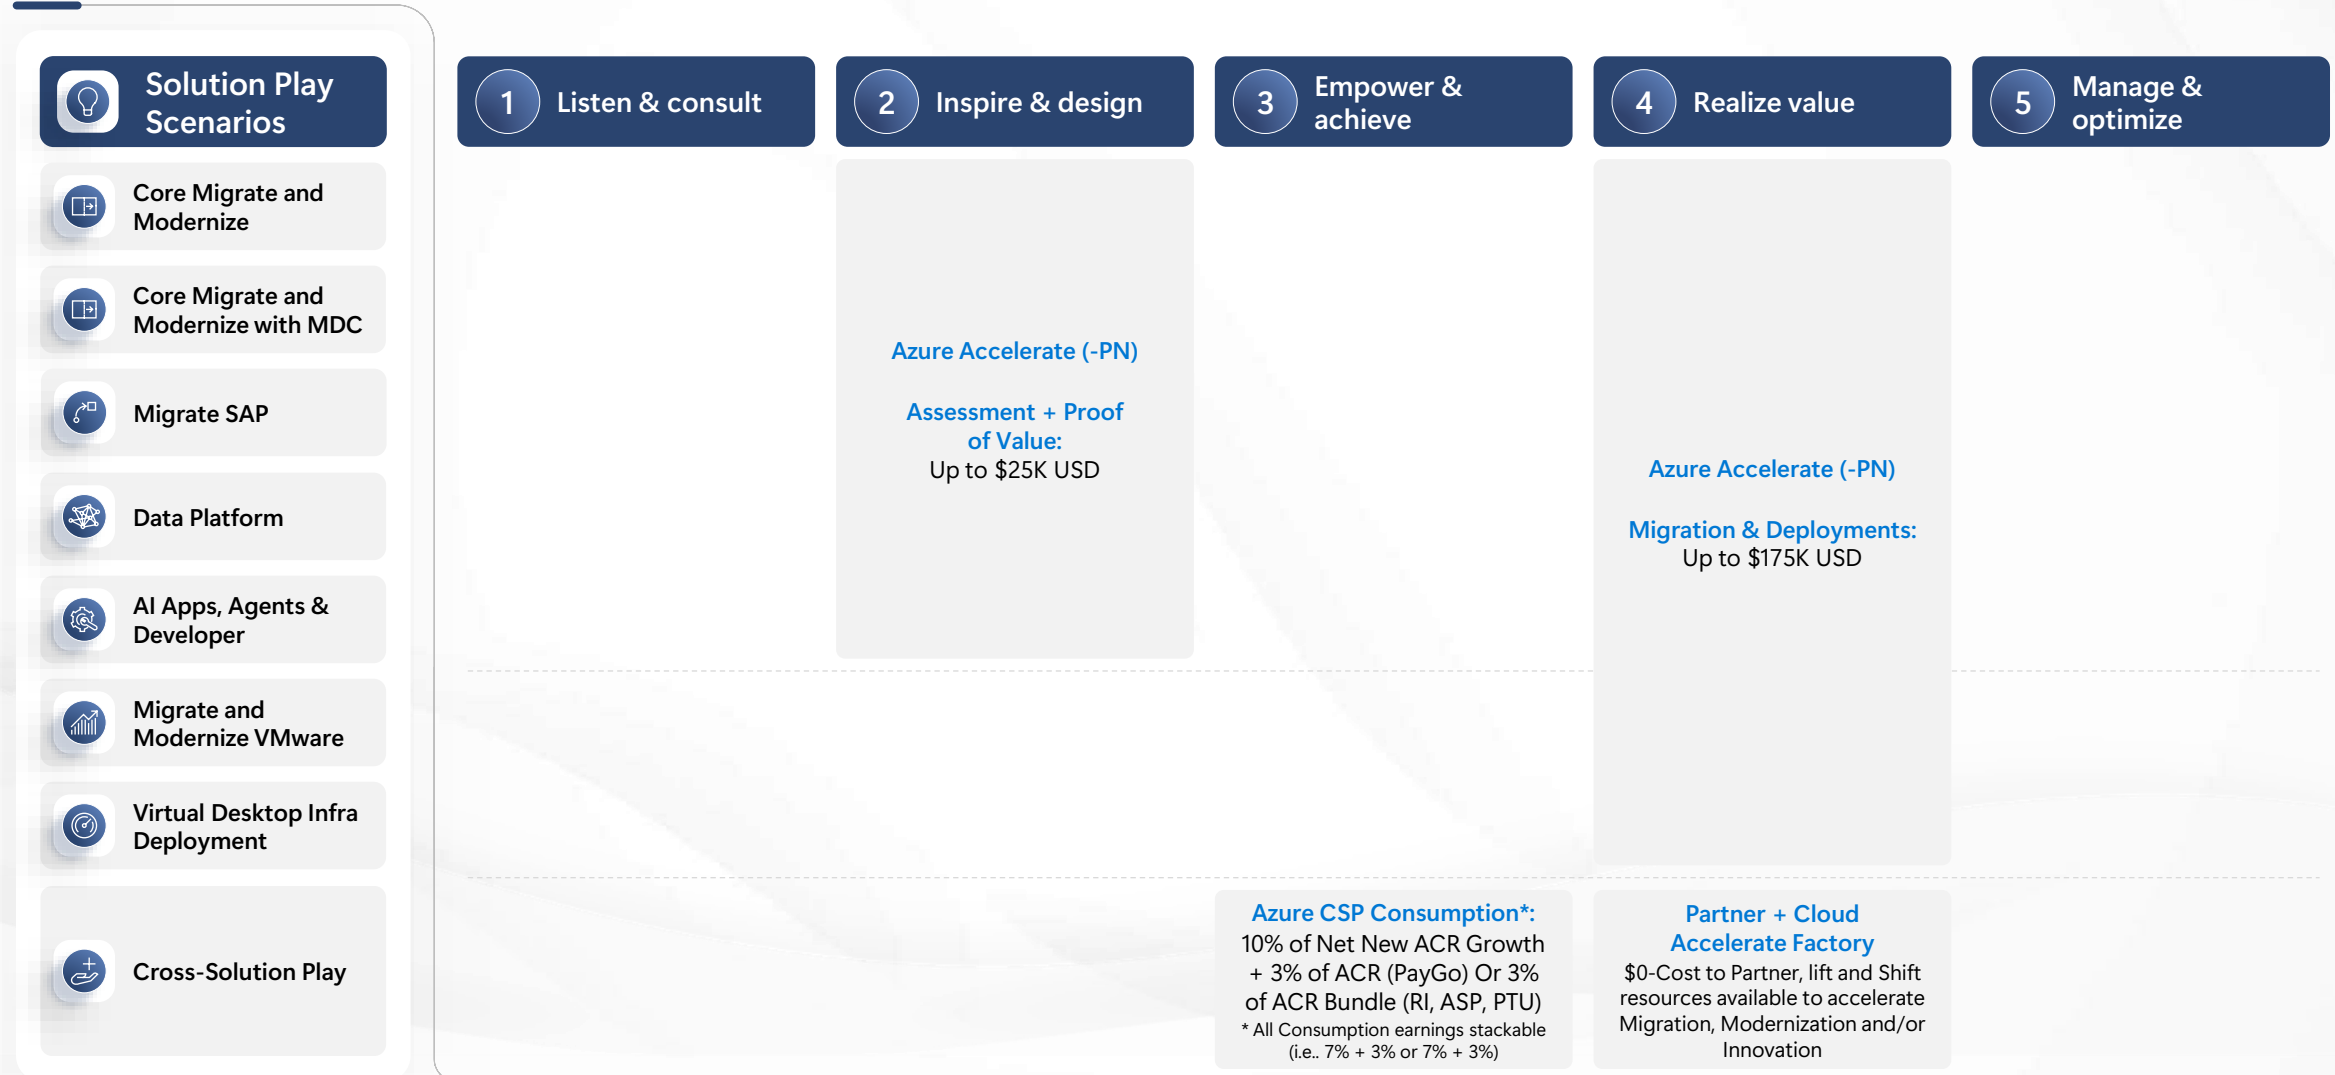 Solution Play
Scenarios
1
Listen & consult
2
Inspire & design
3
Empower &
achieve
4
Realize value
5
Manage &
optimize
Core Migrate and
Modernize
Core Migrate and
Modernize with MDC
Migrate SAP
Data Platform
AI Apps, Agents &
Developer
Migrate and
Modernize VMware
Virtual Desktop Infra
Deployment
Cross-Solution Play
Azure Accelerate (-PN)
Assessment + Proof
of Value:
Up to $25K USD
Azure Accelerate (-PN)
Migration & Deployments:
Up to $175K USD
Azure CSP Consumption*:
10% of Net New ACR Growth
+ 3% of ACR (PayGo) Or 3%
of ACR Bundle (RI, ASP, PTU)
* All Consumption earnings stackable
(i.e.. 7% + 3% or 7% + 3%)
Partner + Cloud
Accelerate Factory
$0-Cost to Partner, lift and Shift
resources available to accelerate
Migration, Modernization and/or
Innovation